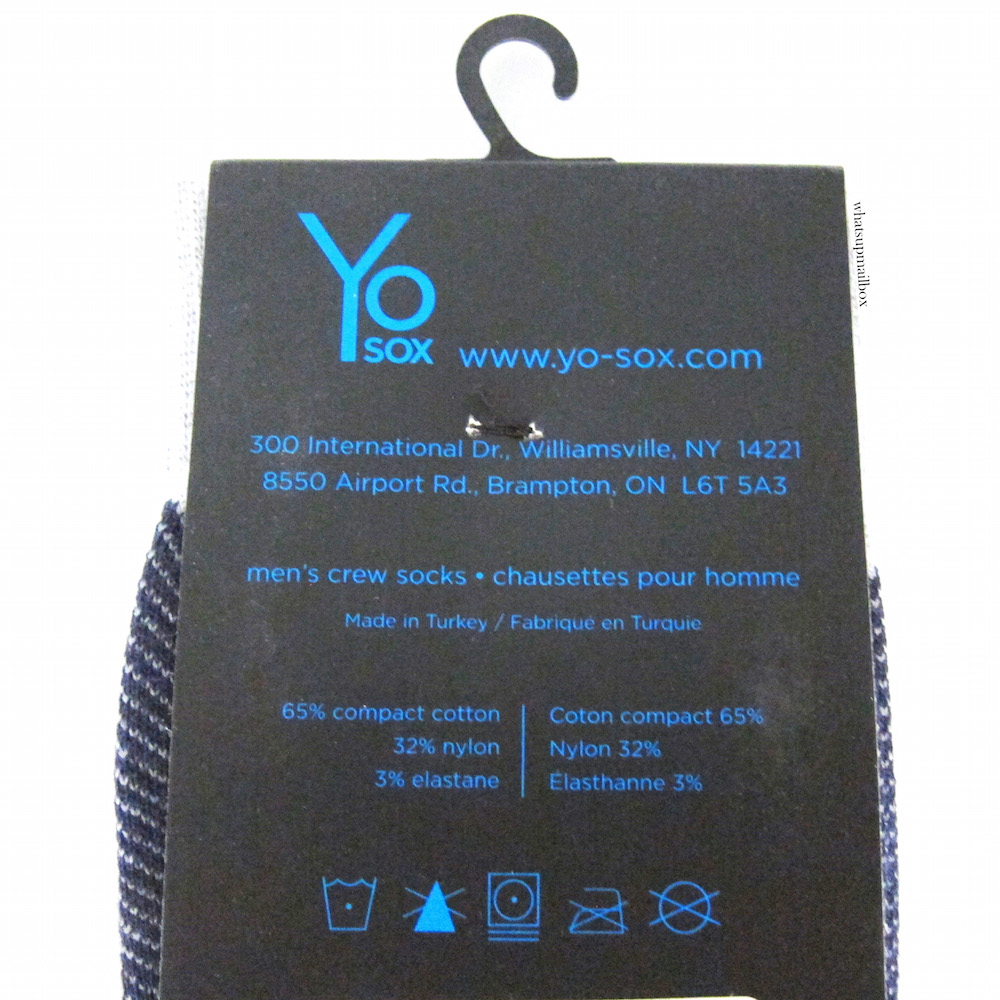 Yo
SOX
www.yo-sox.com
300 International Dr., Williamsville, NY 14221
8550 Airport Rd., Brampton, ON L6T 5A3
men's crew socks • chausettes pour homme
Made in Turkey / Fabriqué en Turquie
65% compact cotton
32% nylon
3% elastane
Coton compact 65%
Nylon 32%
Élasthanne 3%
whatsupmailbox